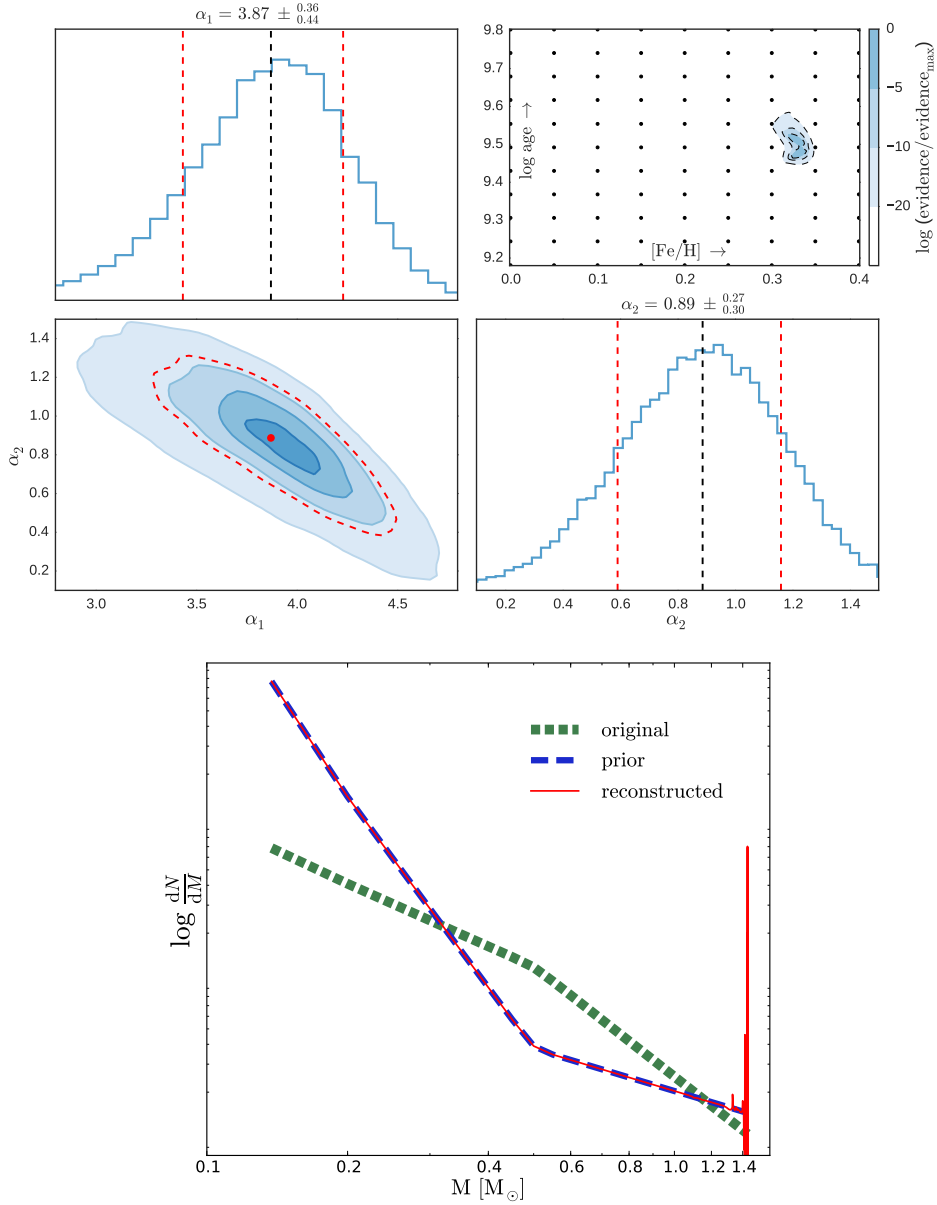 α₁ = 3.87 ± 0.36 0.44
9.8
9.7
9.6
9.5
9.4
9.3
9.2
log age →
[Fe/H] →
0.0 0.1 0.2 0.3 0.4
0
−5
−10
−20
log (evidence/evidence_max)
1.4
1.2
1.0
0.8
0.6
0.4
0.2
α₂
3.0 3.5 4.0 4.5
α₁
α₂ = 0.89 ± 0.27 0.30
0.2 0.4 0.6 0.8 1.0 1.2 1.4
α₂
original
prior
reconstructed
log dN/dM
0.1 0.2 0.4 0.6 0.8 1.0 1.2 1.4
M [M☉]